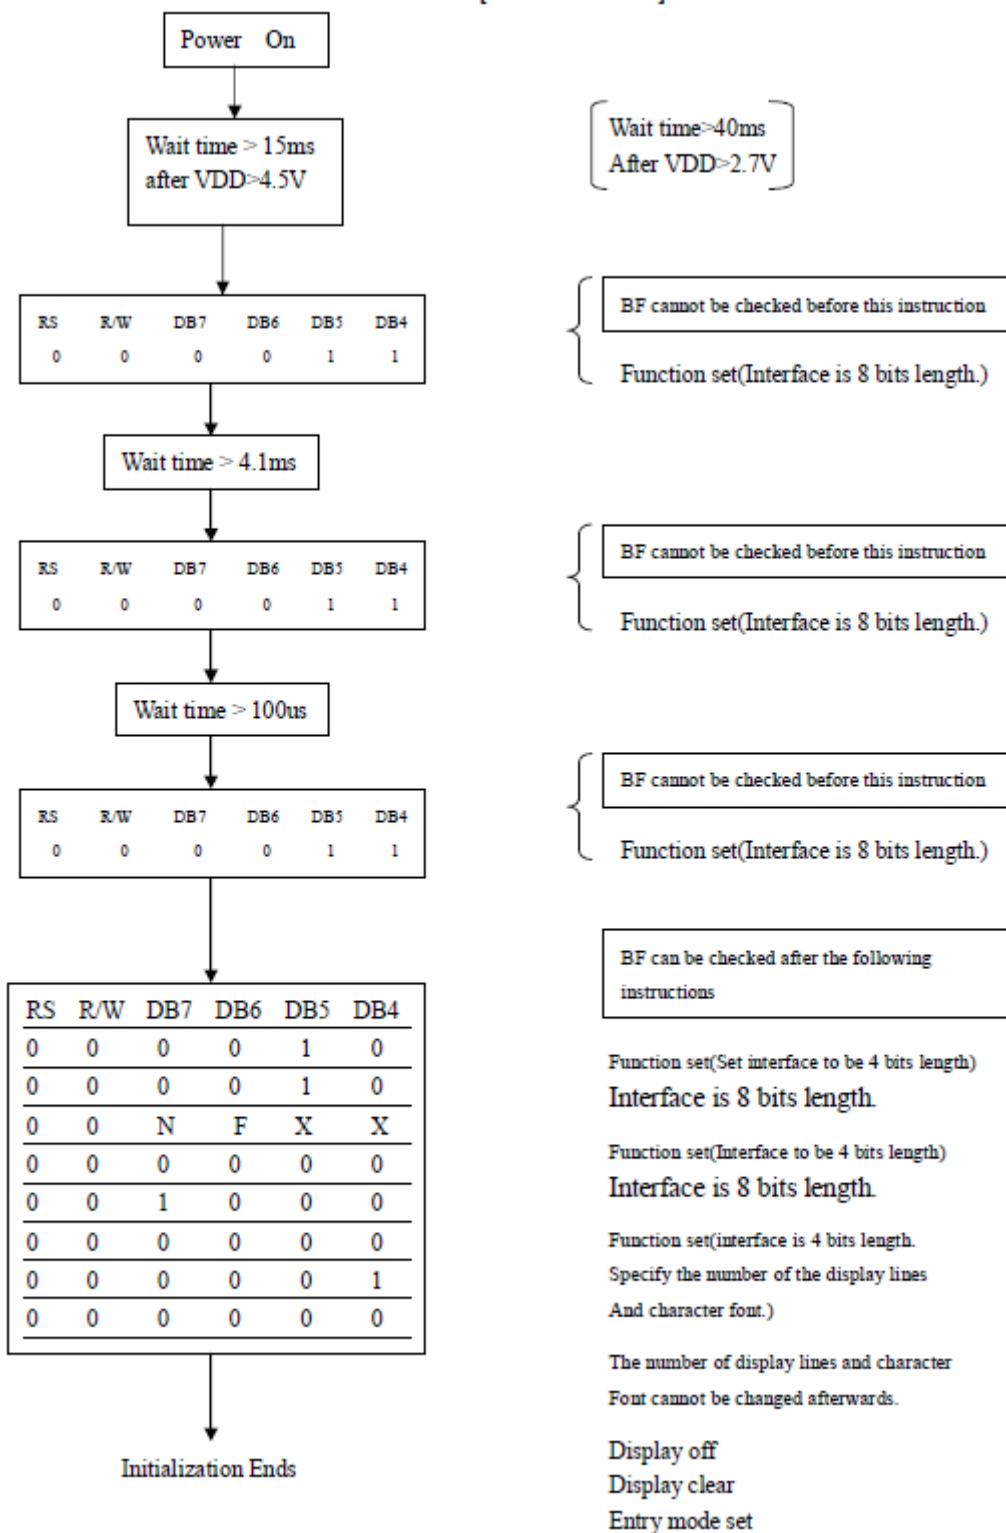 Power On
Wait time > 15ms
after VDD>4.5V
Wait time>40ms
After VDD>2.7V
RS R/W DB7 DB6 DB5 DB4
0 0 0 0 1 1
BF cannot be checked before this instruction
Function set(Interface is 8 bits length.)
Wait time > 4.1ms
RS R/W DB7 DB6 DB5 DB4
0 0 0 0 1 1
BF cannot be checked before this instruction
Function set(Interface is 8 bits length.)
Wait time > 100us
RS R/W DB7 DB6 DB5 DB4
0 0 0 0 1 1
BF cannot be checked before this instruction
Function set(Interface is 8 bits length.)
RS R/W DB7 DB6 DB5 DB4
0 0 0 0 1 0
0 0 0 0 1 0
0 0 N F X X
0 0 0 0 0 0
0 0 1 0 0 0
0 0 0 0 0 0
0 0 0 0 0 1
0 0 0 0 0 0
Initialization Ends
BF can be checked after the following
instructions
Function set(Set interface to be 4 bits length)
Interface is 8 bits length.
Function set(Interface to be 4 bits length)
Interface is 8 bits length.
Function set(interface is 4 bits length.
Specify the number of the display lines
And character font.)
The number of display lines and character
Font cannot be changed afterwards.
Display off
Display clear
Entry mode set